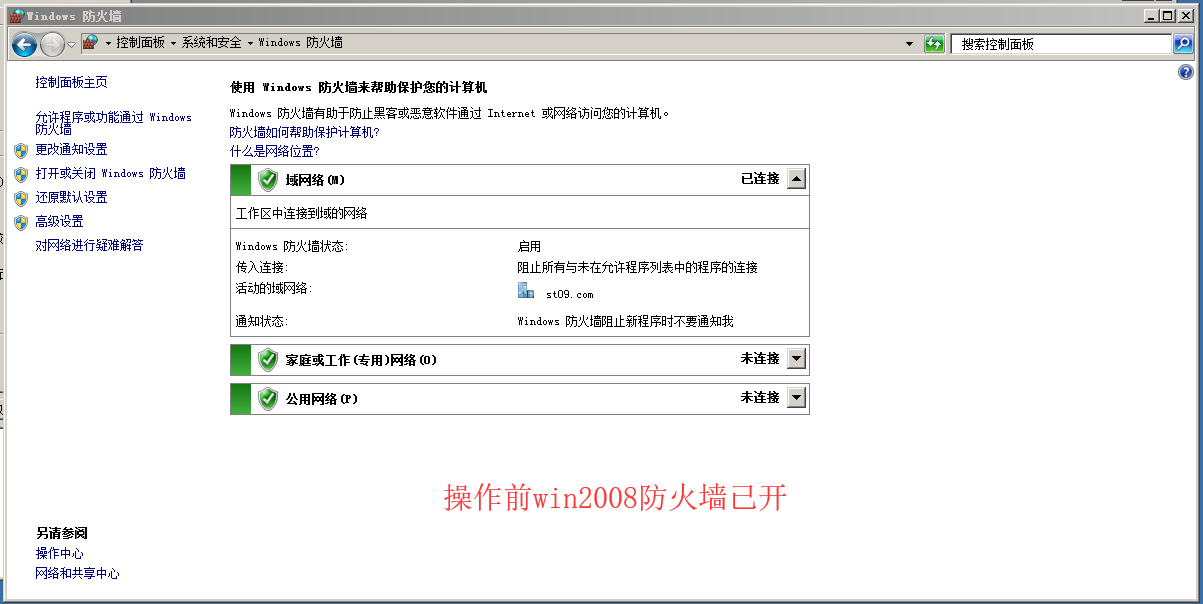 Windows 防火墙
控制面板 系统和安全 Windows 防火墙
搜索控制面板
控制面板主页
允许程序或功能通过 Windows
防火墙
更改通知设置
打开或关闭 Windows 防火墙
还原默认设置
高级设置
对网络进行疑难解答
使用 Windows 防火墙来帮助保护您的计算机
Windows 防火墙有助于防止黑客或恶意软件通过 Internet 或网络访问您的计算机。
防火墙如何帮助保护计算机?
什么是网络位置?
域网络(M) 已连接
工作区中连接到域的网络
Windows 防火墙状态: 启用
传入连接: 阻止所有与未在允许程序列表中的程序的连接
活动的域网络: st09.com
通知状态: Windows 防火墙阻止新程序时不要通知我
家庭或工作(专用)网络(O) 未连接
公用网络(P) 未连接
操作前win2008防火墙已开
另请参阅
操作中心
网络和共享中心